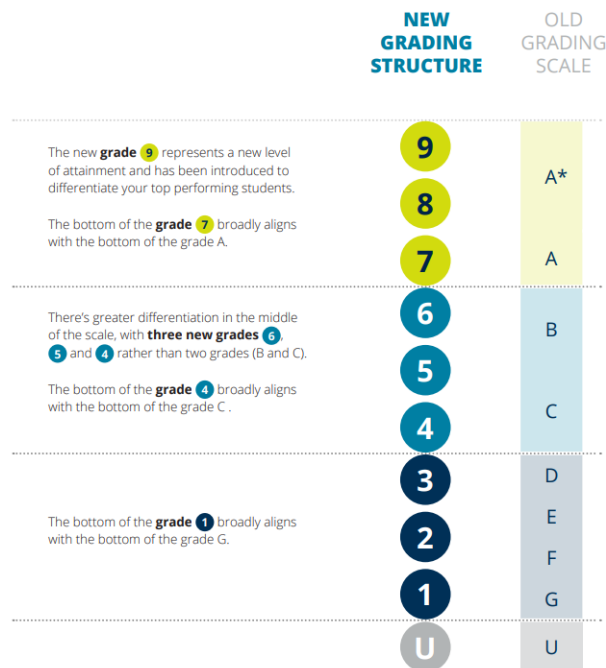 NEW
GRADING
STRUCTURE
OLD
GRADING
SCALE
The new grade 9 represents a new level
of attainment and has been introduced to
differentiate your top performing students.
The bottom of the grade 7 broadly aligns
with the bottom of the grade A.
9
8
7
A*
A
There's greater differentiation in the middle
of the scale, with three new grades 6,
5 and 4 rather than two grades (B and C).
The bottom of the grade 4 broadly aligns
with the bottom of the grade C .
6
5
4
B
C
The bottom of the grade 1 broadly aligns
with the bottom of the grade G.
3
2
1
D
E
F
G
U
U